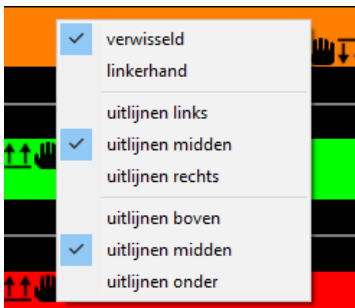 verwisseld
linkerhand
uitlijnen links
uitlijnen midden
uitlijnen rechts
uitlijnen boven
uitlijnen midden
uitlijnen onder